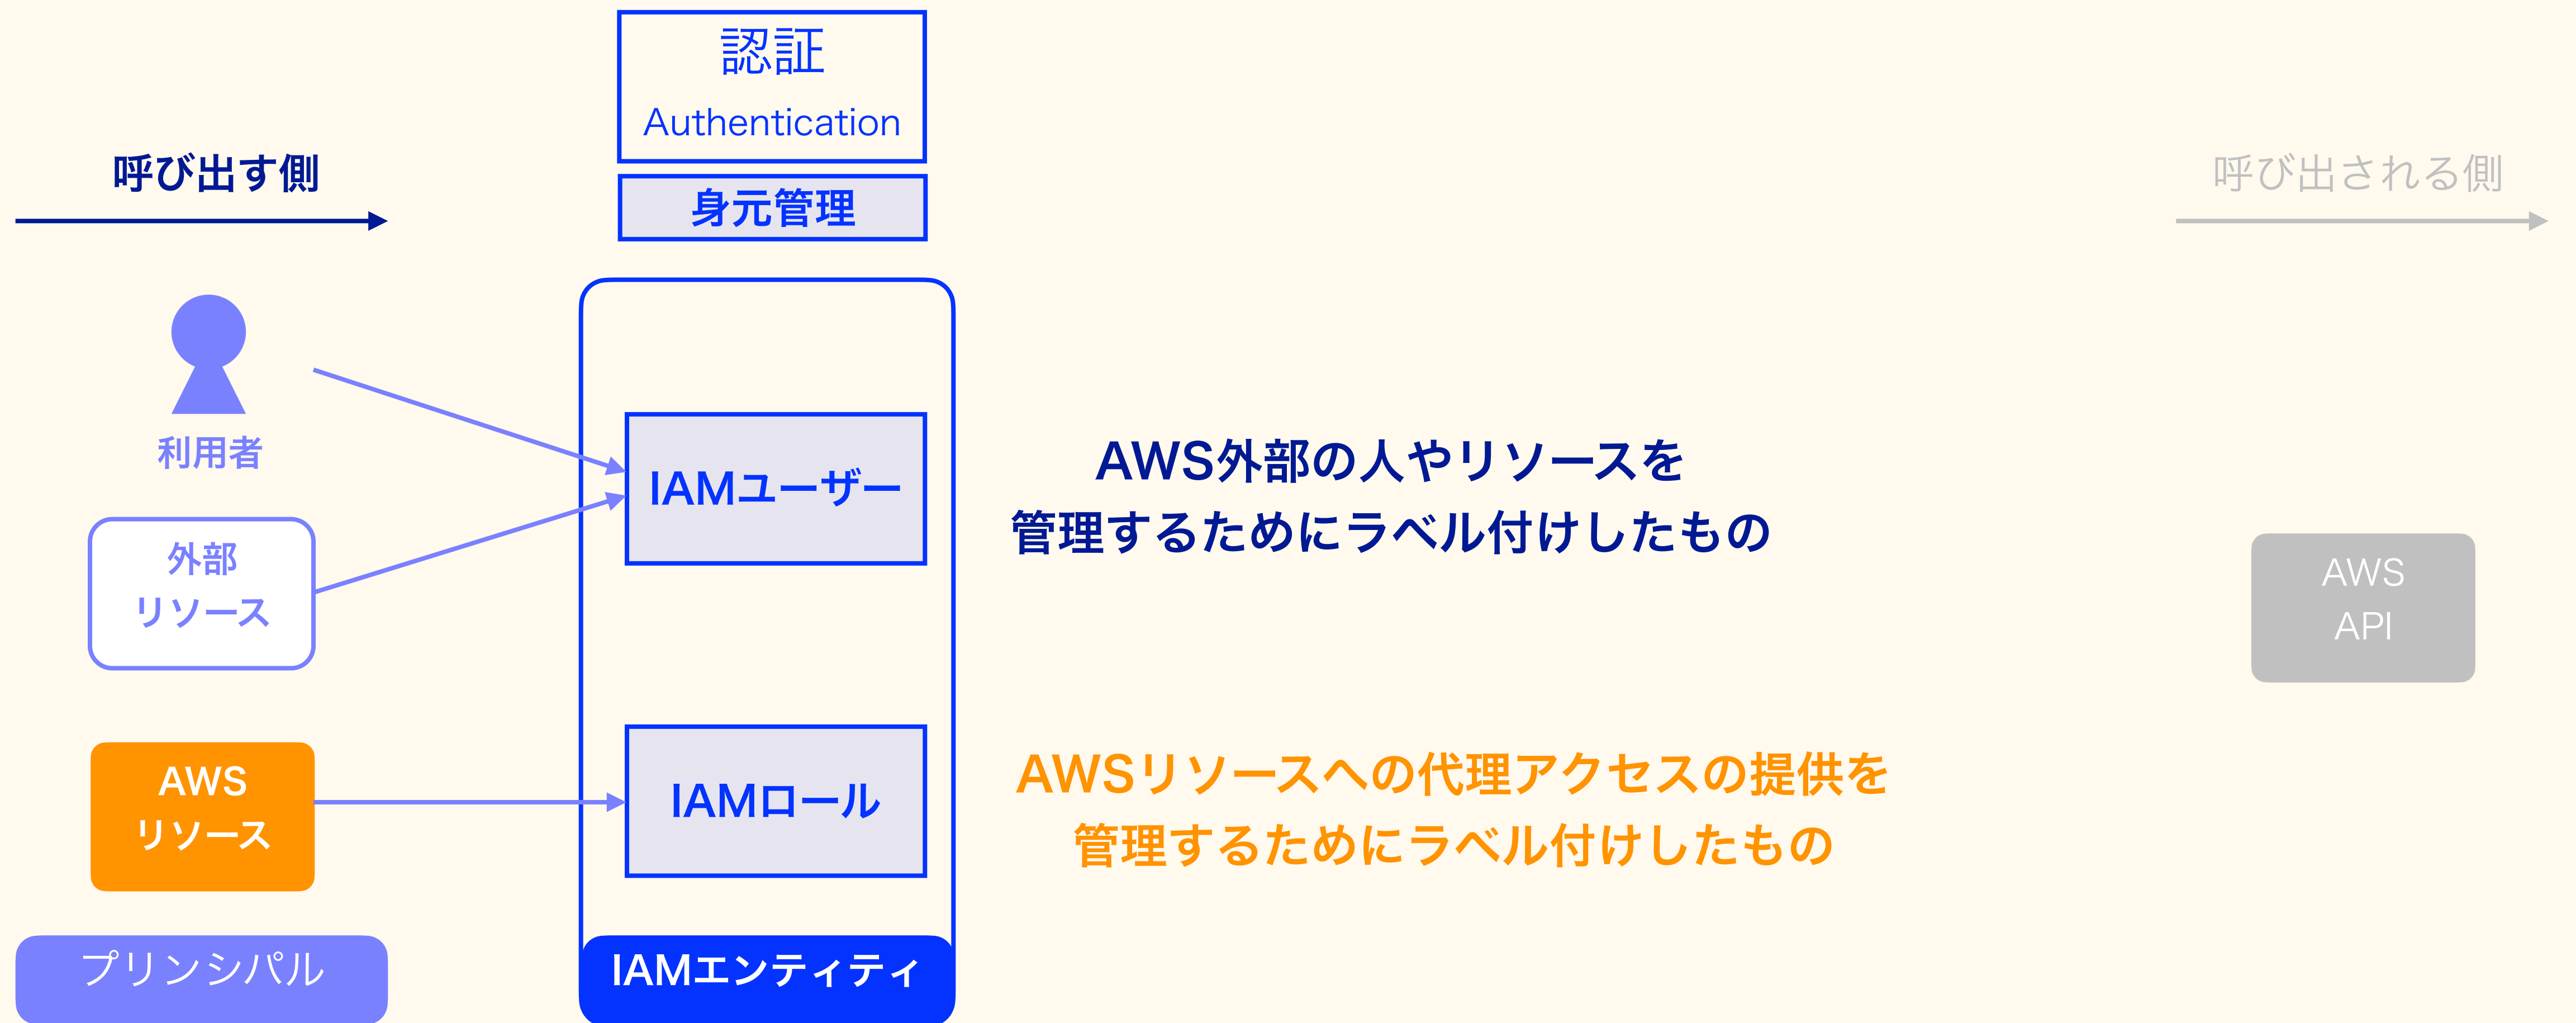 認証
Authentication
身元管理
呼び出す側
呼び出される側
利用者
外部
リソース
AWS
リソース
プリンシパル
IAMユーザー
IAMロール
IAMエンティティ
AWS外部の人やリソースを
管理するためにラベル付けしたもの
AWSリソースへの代理アクセスの提供を
管理するためにラベル付けしたもの
AWS
API